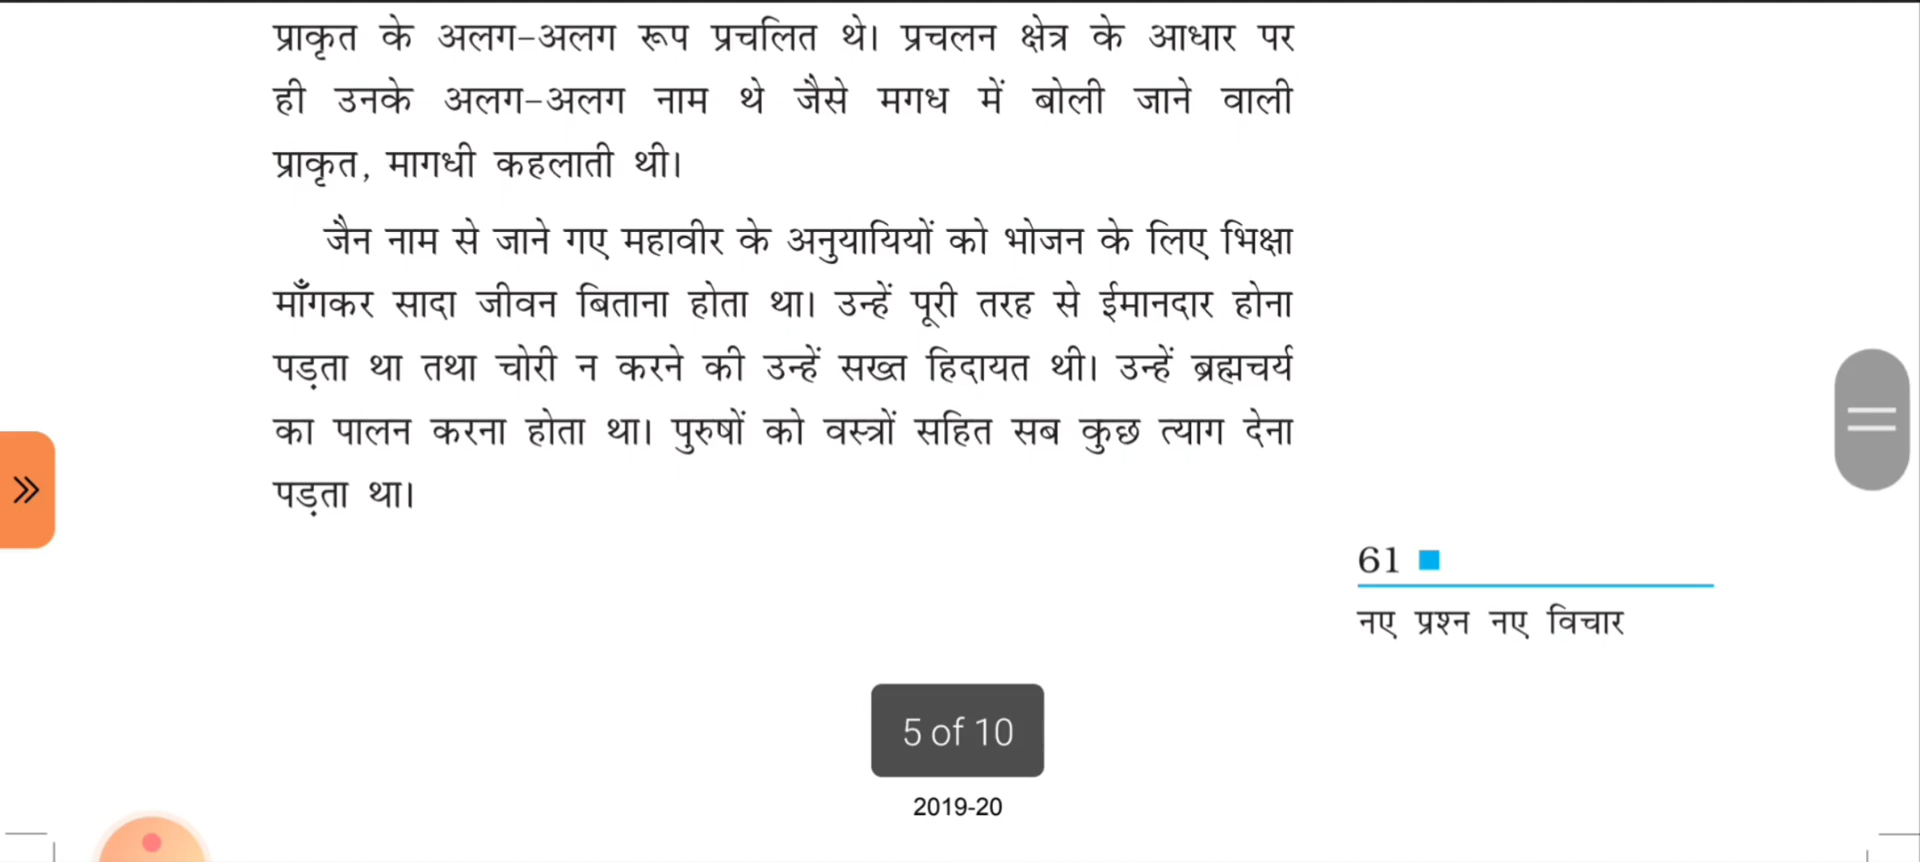 प्राकृत के अलग-अलग रूप प्रचलित थे। प्रचलन क्षेत्र के आधार पर
ही उनके अलग-अलग नाम थे जैसे मगध में बोली जाने वाली
प्राकृत, मागधी कहलाती थी।
जैन नाम से जाने गए महावीर के अनुयायियों को भोजन के लिए भिक्षा
माँगकर सादा जीवन बिताना होता था। उन्हें पूरी तरह से ईमानदार होना
पड़ता था तथा चोरी न करने की उन्हें सख्त हिदायत थी। उन्हें ब्रह्मचर्य
का पालन करना होता था। पुरुषों को वस्त्रों सहित सब कुछ त्याग देना
पड़ता था।
61
नए प्रश्न नए विचार
5 of 10
2019-20